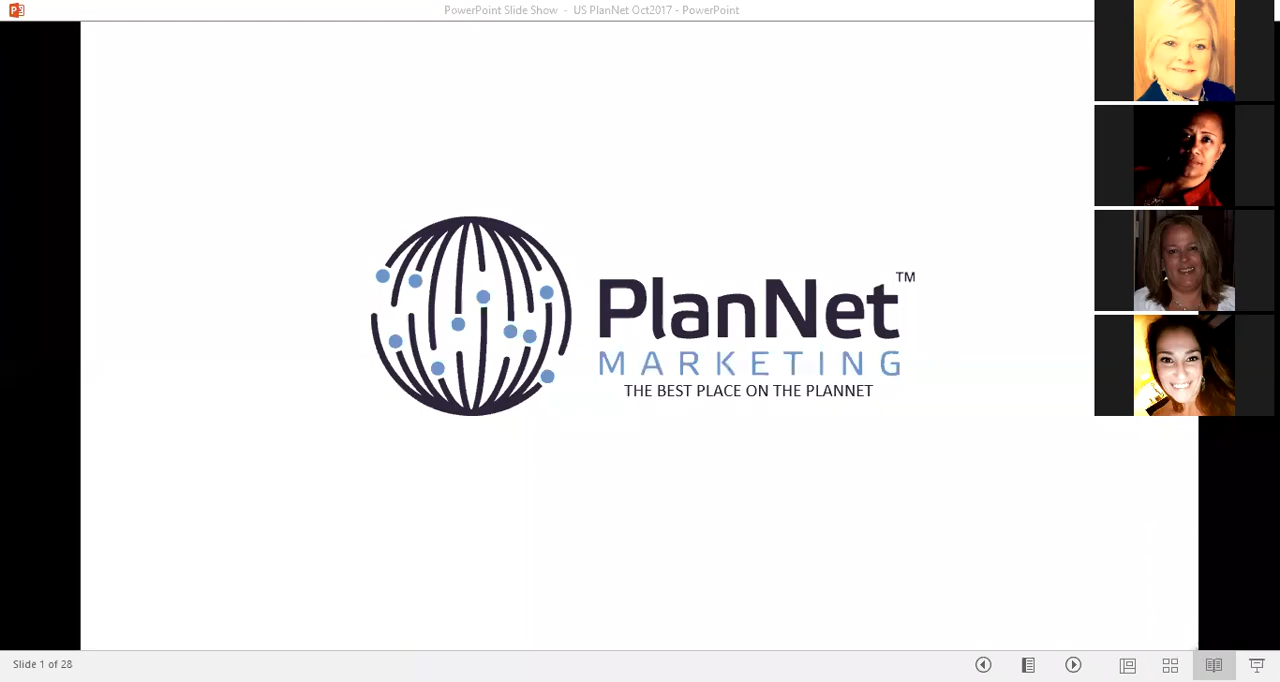 PowerPoint Slide Show - US PlanNet Oct2017 - PowerPoint
PlanNet™
MARKETING
THE BEST PLACE ON THE PLANNET
Slide 1 of 28